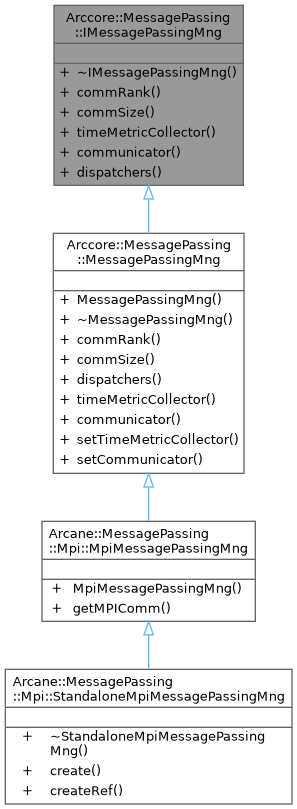 Arccore::MessagePassing
::IMessagePassingMng
+ ~IMessagePassingMng()
+ commRank()
+ commSize()
+ timeMetricCollector()
+ communicator()
+ dispatchers()
Arccore::MessagePassing
::MessagePassingMng
+ MessagePassingMng()
+ ~MessagePassingMng()
+ commRank()
+ commSize()
+ dispatchers()
+ timeMetricCollector()
+ communicator()
+ setTimeMetricCollector()
+ setCommunicator()
Arcane::MessagePassing
::Mpi::MpiMessagePassingMng
+ MpiMessagePassingMng()
+ getMPIComm()
Arcane::MessagePassing
::Mpi::StandaloneMpiMessagePassingMng
+ ~StandaloneMpiMessagePassing
Mng()
+ create()
+ createRef()